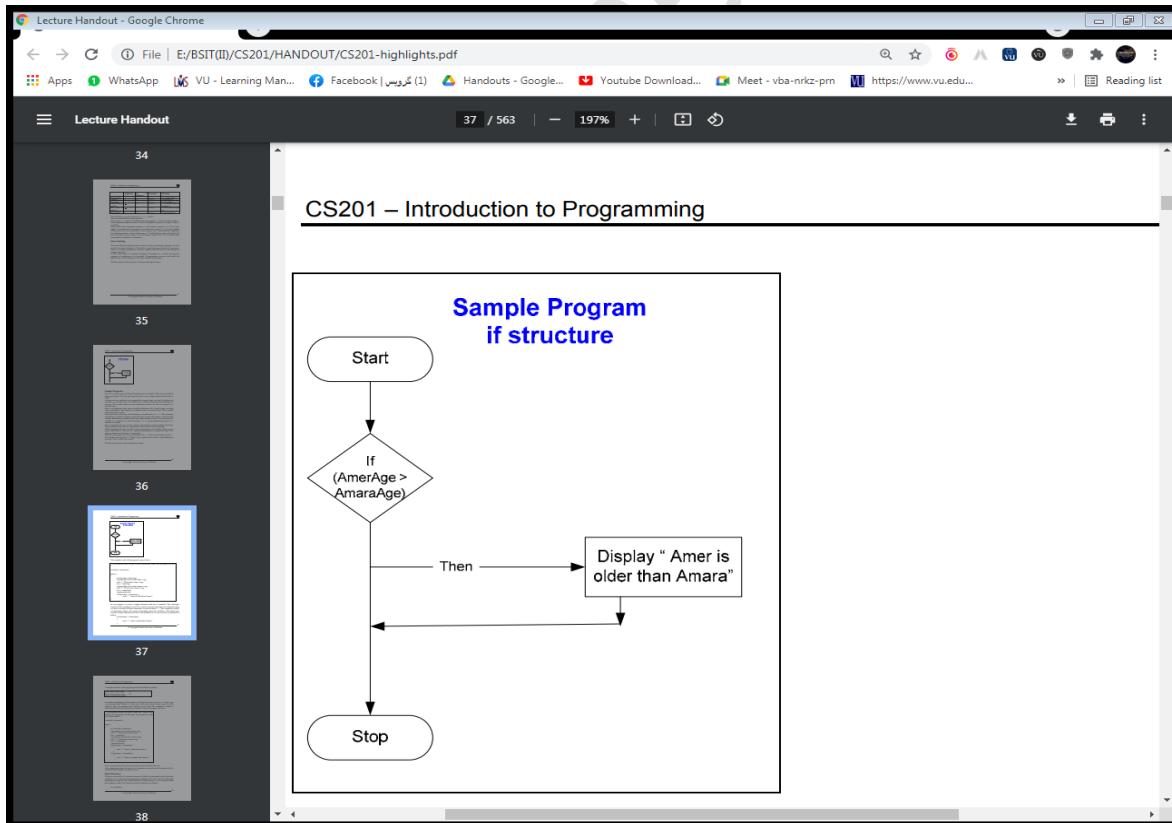 Lecture Handout - Google Chrome
File | E:/BSIT(II)/CS201/HANDOUT/CS201-highlights.pdf
Apps WhatsApp VU - Learning Man... (1) Facebook | گروپس Handouts - Google... Youtube Download... Meet - vba-nrkz-prn https://www.vu.edu... » Reading list
Lecture Handout 37 / 563 | − 197% +
34
35
36
37
38
CS201 – Introduction to Programming
Sample Program
if structure
Start
If
(AmerAge >
AmaraAge)
Then
Display “ Amer is
older than Amara”
Stop